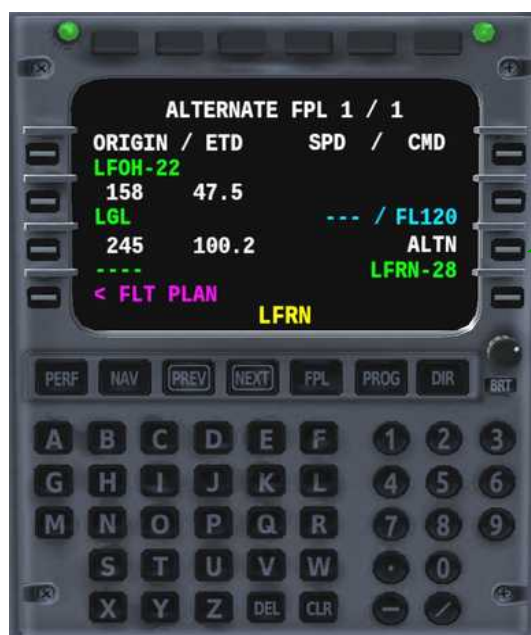 ALTERNATE FPL 1 / 1
ORIGIN / ETD SPD / CMD
LFOH-22
158 47.5
LGL --- / FL120
245 100.2 ALTN
---- LFRN-28
< FLT PLAN
LFRN
PERF NAV PREV NEXT FPL PROG DIR BRT
A B C D E F 1 2 3
G H I J K L 4 5 6
M N O P Q R 7 8 9
S T U V W · 0
X Y Z DEL CLR - /